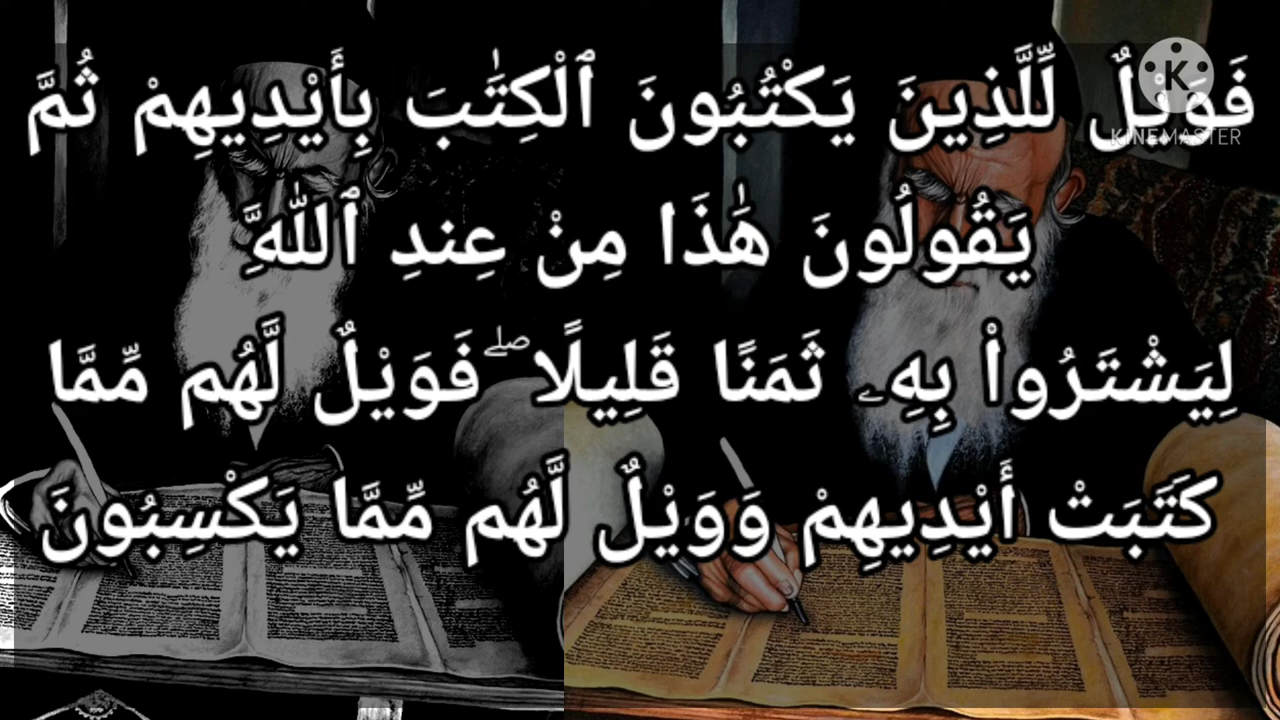 فَوَيْلٌ لِّلَّذِينَ يَكْتُبُونَ ٱلْكِتَٰبَ بِأَيْدِيهِمْ ثُمَّ
يَقُولُونَ هَٰذَا مِنْ عِندِ ٱللَّهِ
لِيَشْتَرُوا۟ بِهِۦ ثَمَنًا قَلِيلًا ۖ فَوَيْلٌ لَّهُم مِّمَّا
كَتَبَتْ أَيْدِيهِمْ وَوَيْلٌ لَّهُم مِّمَّا يَكْسِبُونَ
K
KINEMASTER